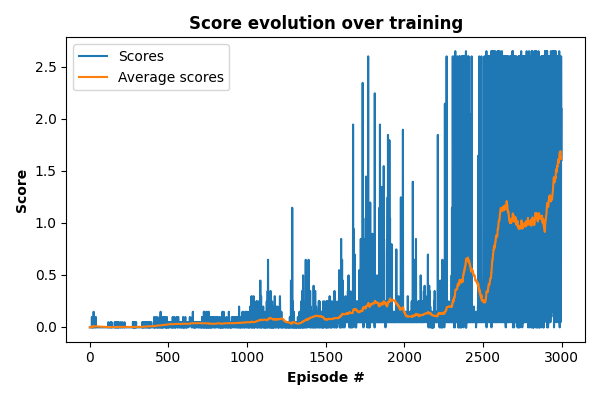 Score evolution over training
Scores
Average scores
Score
2.5
2.0
1.5
1.0
0.5
0.0
0 500 1000 1500 2000 2500 3000
Episode #